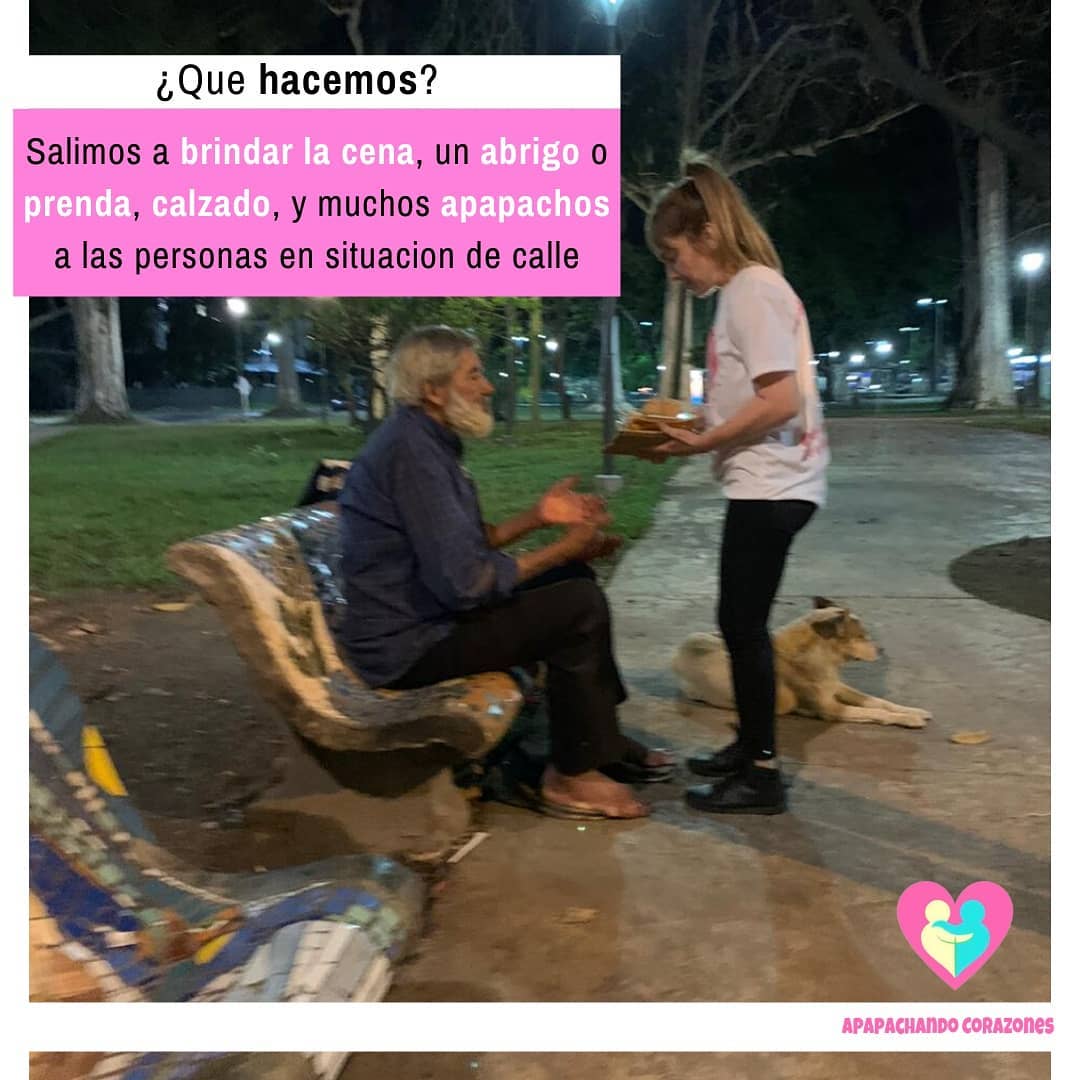 ¿Que hacemos?
Salimos a brindar la cena, un abrigo o
prenda, calzado, y muchos apapachos
a las personas en situacion de calle
APAPACHANDO CORAZONES